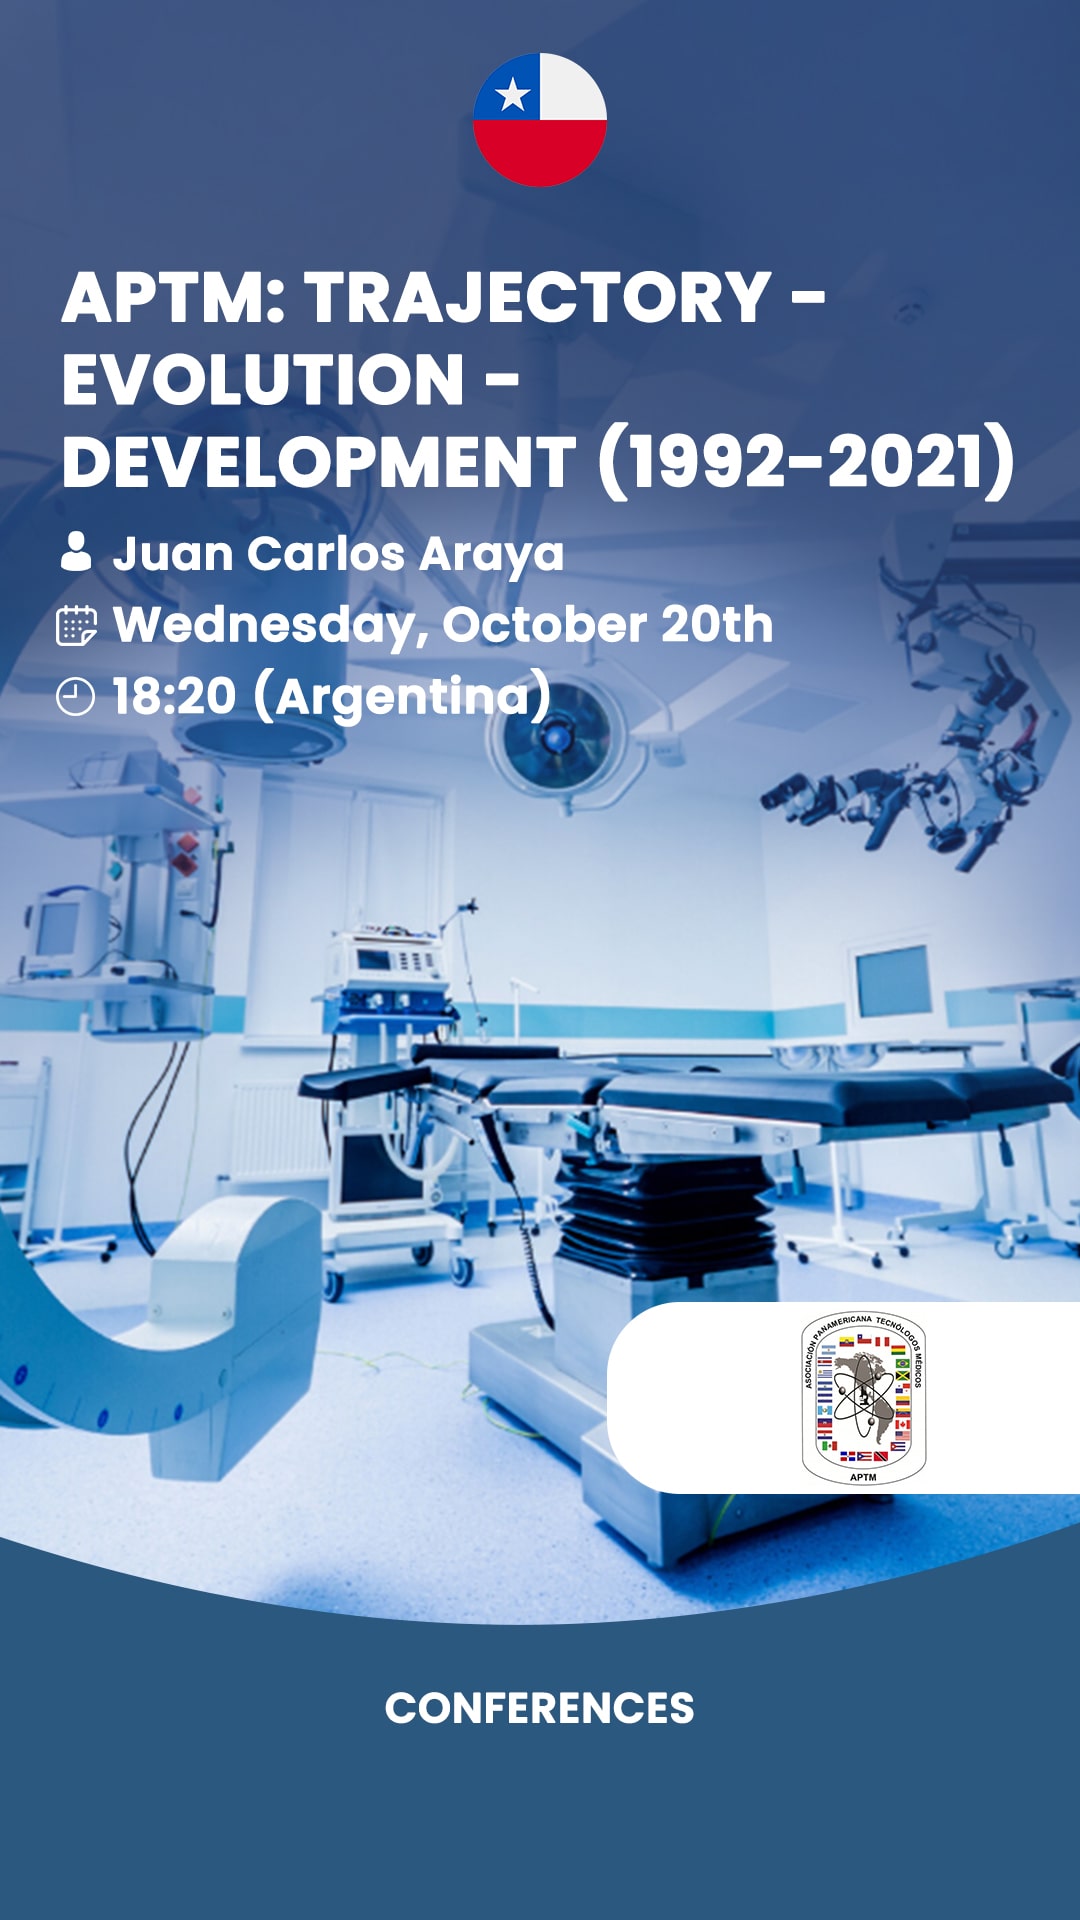 APTM: TRAJECTORY -
EVOLUTION -
DEVELOPMENT (1992-2021)
Juan Carlos Araya
Wednesday, October 20th
18:20 (Argentina)
ASOCIACIÓN PANAMERICANA TECNÓLOGOS MÉDICOS
APTM
CONFERENCES